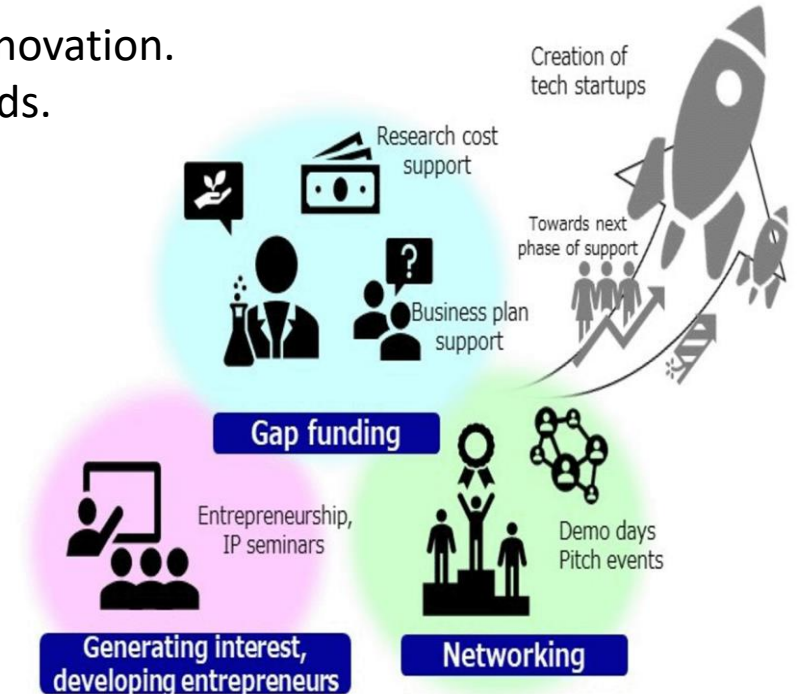 novation.
ds.
Creation of
tech startups
Research cost
support
Towards next
phase of support
?
Business plan
support
Gap funding
Entrepreneurship,
IP seminars
Demo days
Pitch events
Generating interest,
developing entrepreneurs
Networking